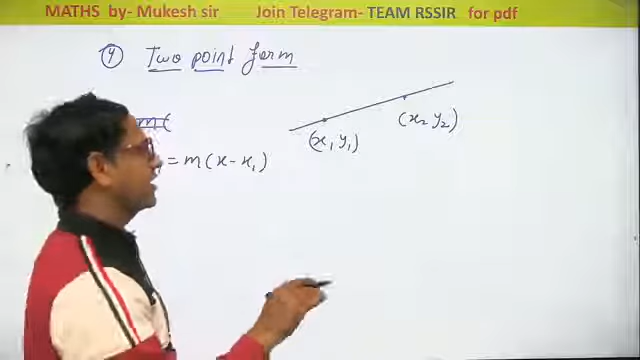 MATHS by- Mukesh sir Join Telegram- TEAM RSSIR for pdf
④ Two point form
(x₁ y₁)
(x₂ y₂)
= m(x - x₁)